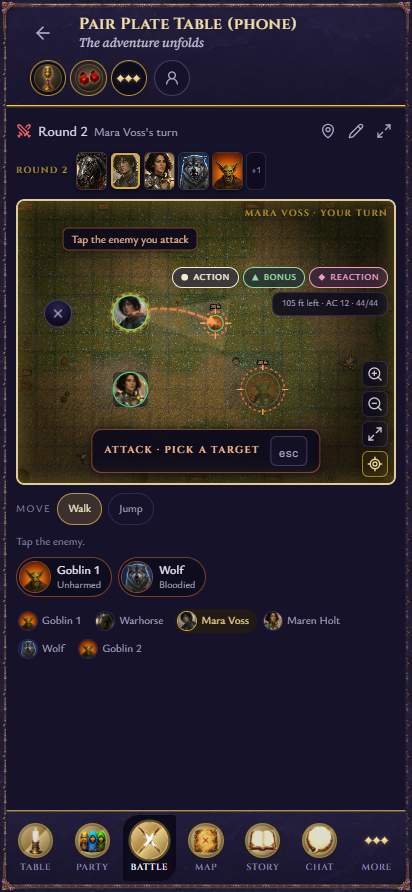 PAIR PLATE TABLE (PHONE)
The adventure unfolds
Round 2 Mara Voss's turn
ROUND 2
+1
MARA VOSS · YOUR TURN
Tap the enemy you attack
ACTION
BONUS
REACTION
105 ft left · AC 12 · 44/44
ATTACK · PICK A TARGET esc
MOVE Walk Jump
Tap the enemy.
Goblin 1
Unharmed
Wolf
Bloodied
Goblin 1 Warhorse Mara Voss Maren Holt
Wolf Goblin 2
TABLE PARTY BATTLE MAP STORY CHAT MORE